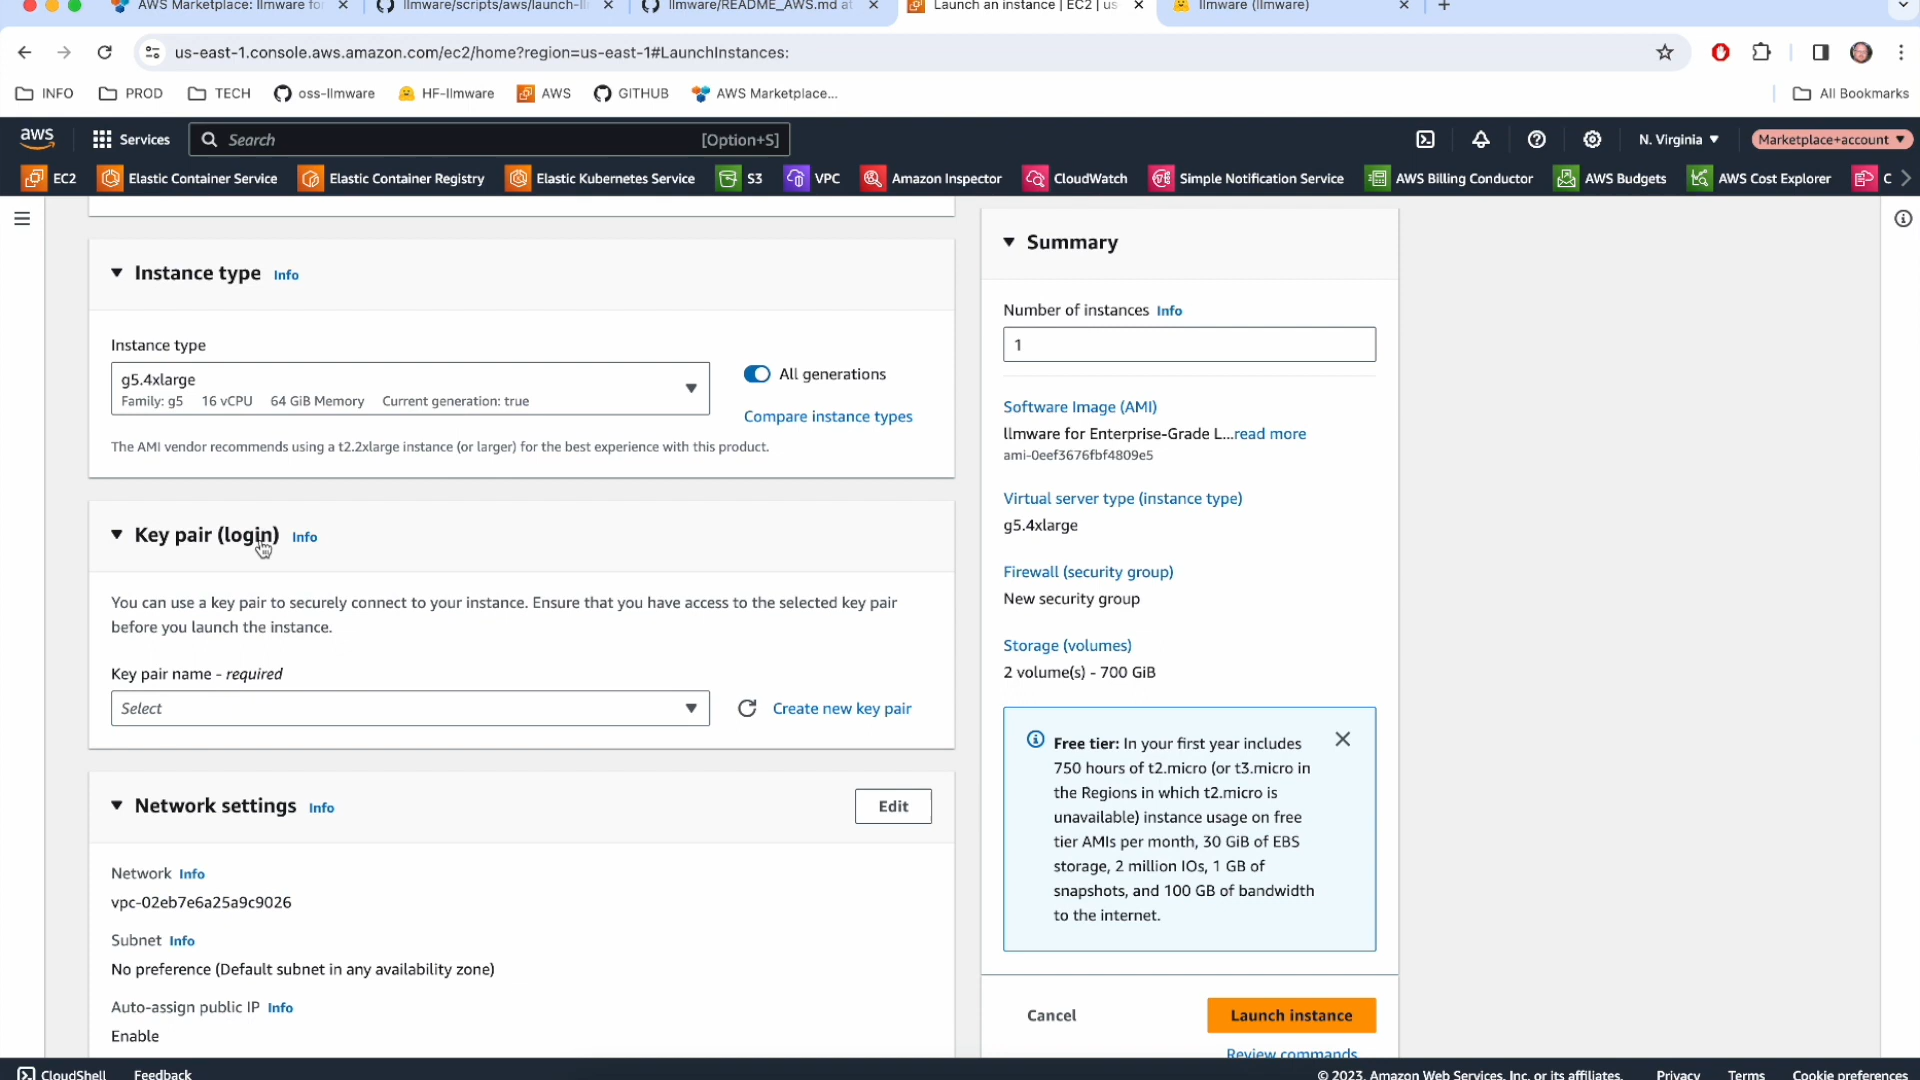 AWS Marketplace: llmware for
llmware/scripts/aws/launch-ll
llmware/README_AWS.md at
Launch an instance | EC2 | us
llmware (llmware)
us-east-1.console.aws.amazon.com/ec2/home?region=us-east-1#LaunchInstances:
INFO PROD TECH oss-llmware HF-llmware AWS GITHUB AWS Marketplace... All Bookmarks
aws Services Search [Option+S] N. Virginia Marketplace+account
EC2 Elastic Container Service Elastic Container Registry Elastic Kubernetes Service S3 VPC Amazon Inspector CloudWatch Simple Notification Service AWS Billing Conductor AWS Budgets AWS Cost Explorer C
Instance type Info
Instance type
g5.4xlarge
Family: g5 16 vCPU 64 GiB Memory Current generation: true
All generations
Compare instance types
The AMI vendor recommends using a t2.2xlarge instance (or larger) for the best experience with this product.
Key pair (login) Info
You can use a key pair to securely connect to your instance. Ensure that you have access to the selected key pair
before you launch the instance.
Key pair name - required
Select
Create new key pair
Network settings Info
Edit
Network Info
vpc-02eb7e6a25a9c9026
Subnet Info
No preference (Default subnet in any availability zone)
Auto-assign public IP Info
Enable
Summary
Number of instances Info
1
Software Image (AMI)
llmware for Enterprise-Grade L...read more
ami-0eef3676fbf4809e5
Virtual server type (instance type)
g5.4xlarge
Firewall (security group)
New security group
Storage (volumes)
2 volume(s) - 700 GiB
Free tier: In your first year includes
750 hours of t2.micro (or t3.micro in
the Regions in which t2.micro is
unavailable) instance usage on free
tier AMIs per month, 30 GiB of EBS
storage, 2 million IOs, 1 GB of
snapshots, and 100 GB of bandwidth
to the internet.
Cancel
Launch instance
Review commands
CloudShell Feedback © 2023, Amazon Web Services, Inc. or its affiliates. Privacy Terms Cookie preferences